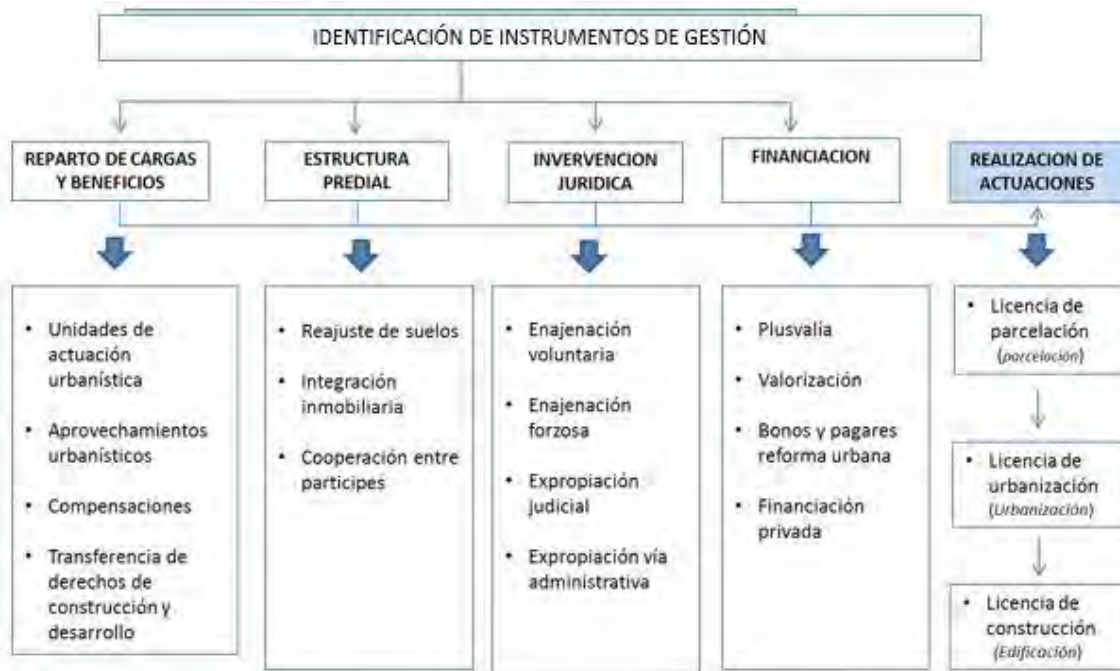 IDENTIFICACIÓN DE INSTRUMENTOS DE GESTIÓN
REPARTO DE CARGAS
Y BENEFICIOS
ESTRUCTURA
PREDIAL
INVERVENCION
JURIDICA
FINANCIACION
REALIZACION DE
ACTUACIONES
• Unidades de
actuación
urbanística
• Aprovechamientos
urbanísticos
• Compensaciones
• Transferencia de
derechos de
construcción y
desarrollo
• Reajuste de suelos
• Integración
inmobiliaria
• Cooperación entre
participes
• Enajenación
voluntaria
• Enajenación
forzosa
• Expropiación
judicial
• Expropiación vía
administrativa
• Plusvalía
• Valorización
• Bonos y pagares
reforma urbana
• Financiación
privada
• Licencia de
parcelación
(parcelación)
• Licencia de
urbanización
(Urbanización)
• Licencia de
construcción
(Edificación)